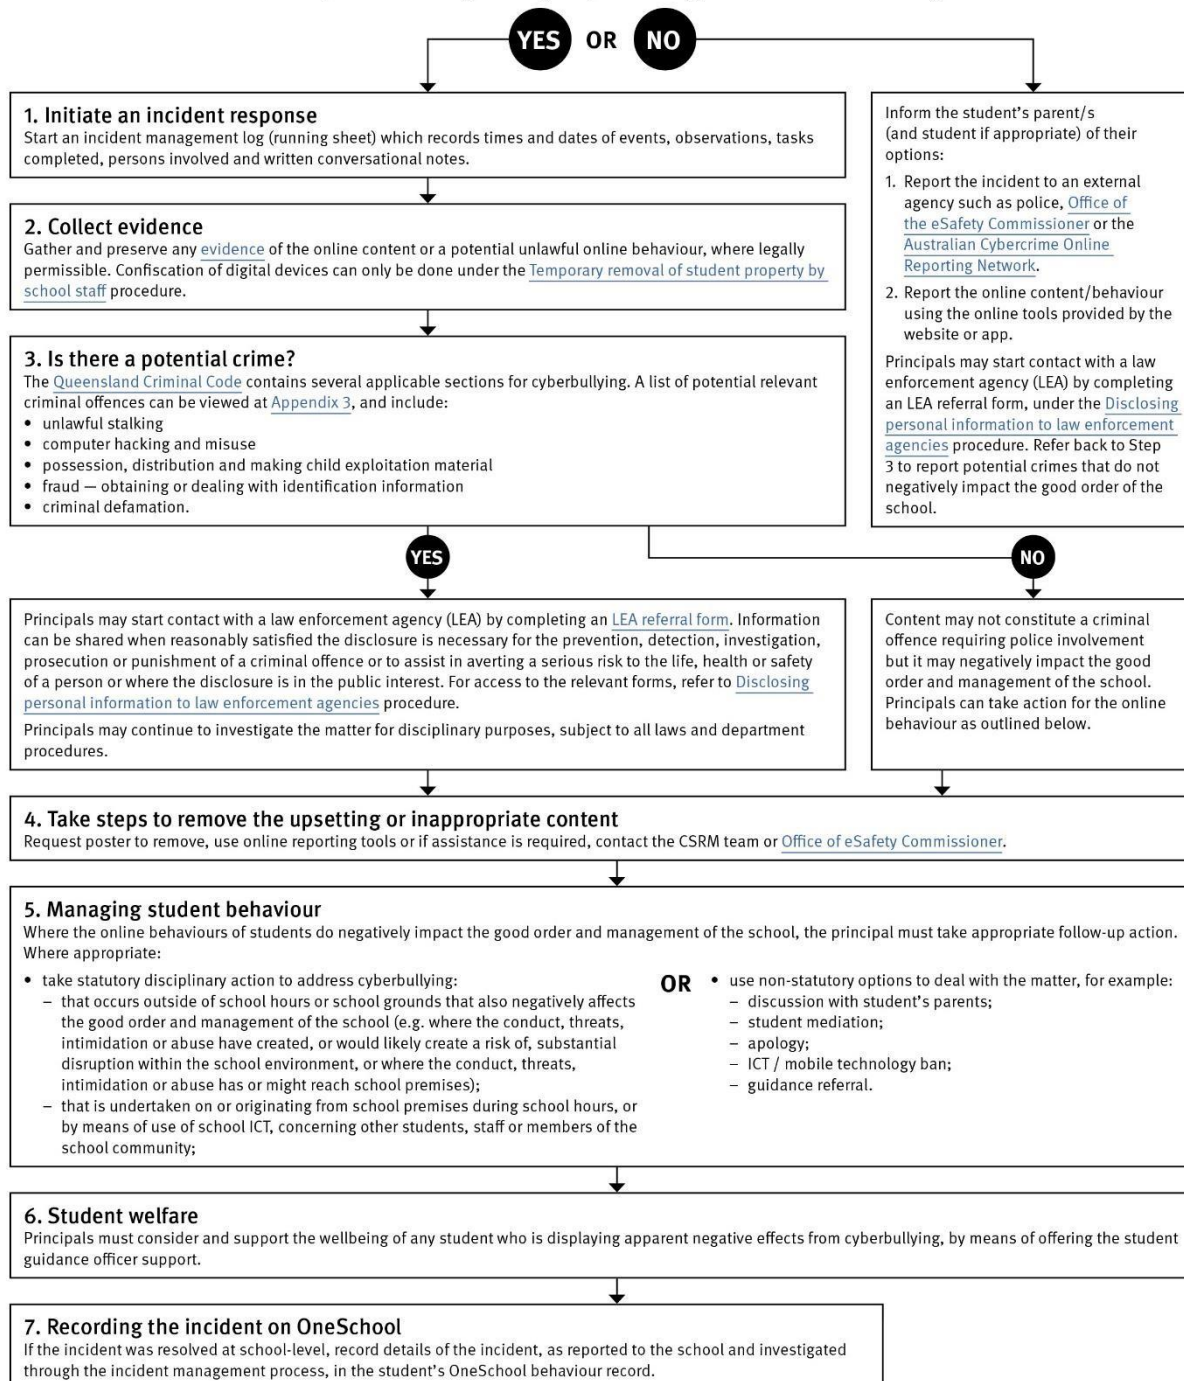 YES OR NO
1. Initiate an incident response
Start an incident management log (running sheet) which records times and dates of events, observations, tasks
completed, persons involved and written conversational notes.
2. Collect evidence
Gather and preserve any evidence of the online content or a potential unlawful online behaviour, where legally
permissible. Confiscation of digital devices can only be done under the Temporary removal of student property by
school staff procedure.
3. Is there a potential crime?
The Queensland Criminal Code contains several applicable sections for cyberbullying. A list of potential relevant
criminal offences can be viewed at Appendix 3, and include:
• unlawful stalking
• computer hacking and misuse
• possession, distribution and making child exploitation material
• fraud — obtaining or dealing with identification information
• criminal defamation.
Inform the student's parent/s
(and student if appropriate) of their
options:
1. Report the incident to an external
agency such as police, Office of
the eSafety Commissioner or the
Australian Cybercrime Online
Reporting Network.
2. Report the online content/behaviour
using the online tools provided by the
website or app.
Principals may start contact with a law
enforcement agency (LEA) by completing
an LEA referral form, under the Disclosing
personal information to law enforcement
agencies procedure. Refer back to Step
3 to report potential crimes that do not
negatively impact the good order of the
school.
YES
NO
Principals may start contact with a law enforcement agency (LEA) by completing an LEA referral form. Information
can be shared when reasonably satisfied the disclosure is necessary for the prevention, detection, investigation,
prosecution or punishment of a criminal offence or to assist in averting a serious risk to the life, health or safety
of a person or where the disclosure is in the public interest. For access to the relevant forms, refer to Disclosing
personal information to law enforcement agencies procedure.
Principals may continue to investigate the matter for disciplinary purposes, subject to all laws and department
procedures.
Content may not constitute a criminal
offence requiring police involvement
but it may negatively impact the good
order and management of the school.
Principals can take action for the online
behaviour as outlined below.
4. Take steps to remove the upsetting or inappropriate content
Request poster to remove, use online reporting tools or if assistance is required, contact the CSRM team or Office of eSafety Commissioner.
5. Managing student behaviour
Where the online behaviours of students do negatively impact the good order and management of the school, the principal must take appropriate follow-up action.
Where appropriate:
• take statutory disciplinary action to address cyberbullying:
– that occurs outside of school hours or school grounds that also negatively affects
the good order and management of the school (e.g. where the conduct, threats,
intimidation or abuse have created, or would likely create a risk of, substantial
disruption within the school environment, or where the conduct, threats,
intimidation or abuse has or might reach school premises);
– that is undertaken on or originating from school premises during school hours, or
by means of use of school ICT, concerning other students, staff or members of the
school community;
OR
• use non-statutory options to deal with the matter, for example:
– discussion with student's parents;
– student mediation;
– apology;
– ICT / mobile technology ban;
– guidance referral.
6. Student welfare
Principals must consider and support the wellbeing of any student who is displaying apparent negative effects from cyberbullying, by means of offering the student
guidance officer support.
7. Recording the incident on OneSchool
If the incident was resolved at school-level, record details of the incident, as reported to the school and investigated
through the incident management process, in the student's OneSchool behaviour record.